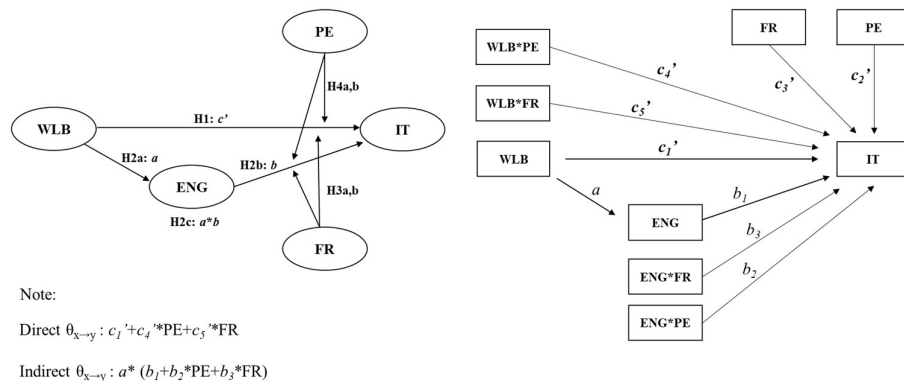 PE
H4a,b
WLB
H1: c’
IT
H2a: a
H2b: b
ENG
H3a,b
H2c: a*b
FR
Note:
Direct θx→y : c1’+c4’*PE+c5’*FR
Indirect θx→y : a* (b1+b2*PE+b3*FR)
FR
PE
WLB*PE
c4’
c3’
c2’
WLB*FR
c5’
WLB
c1’
IT
a
ENG
b1
b3
ENG*FR
b2
ENG*PE